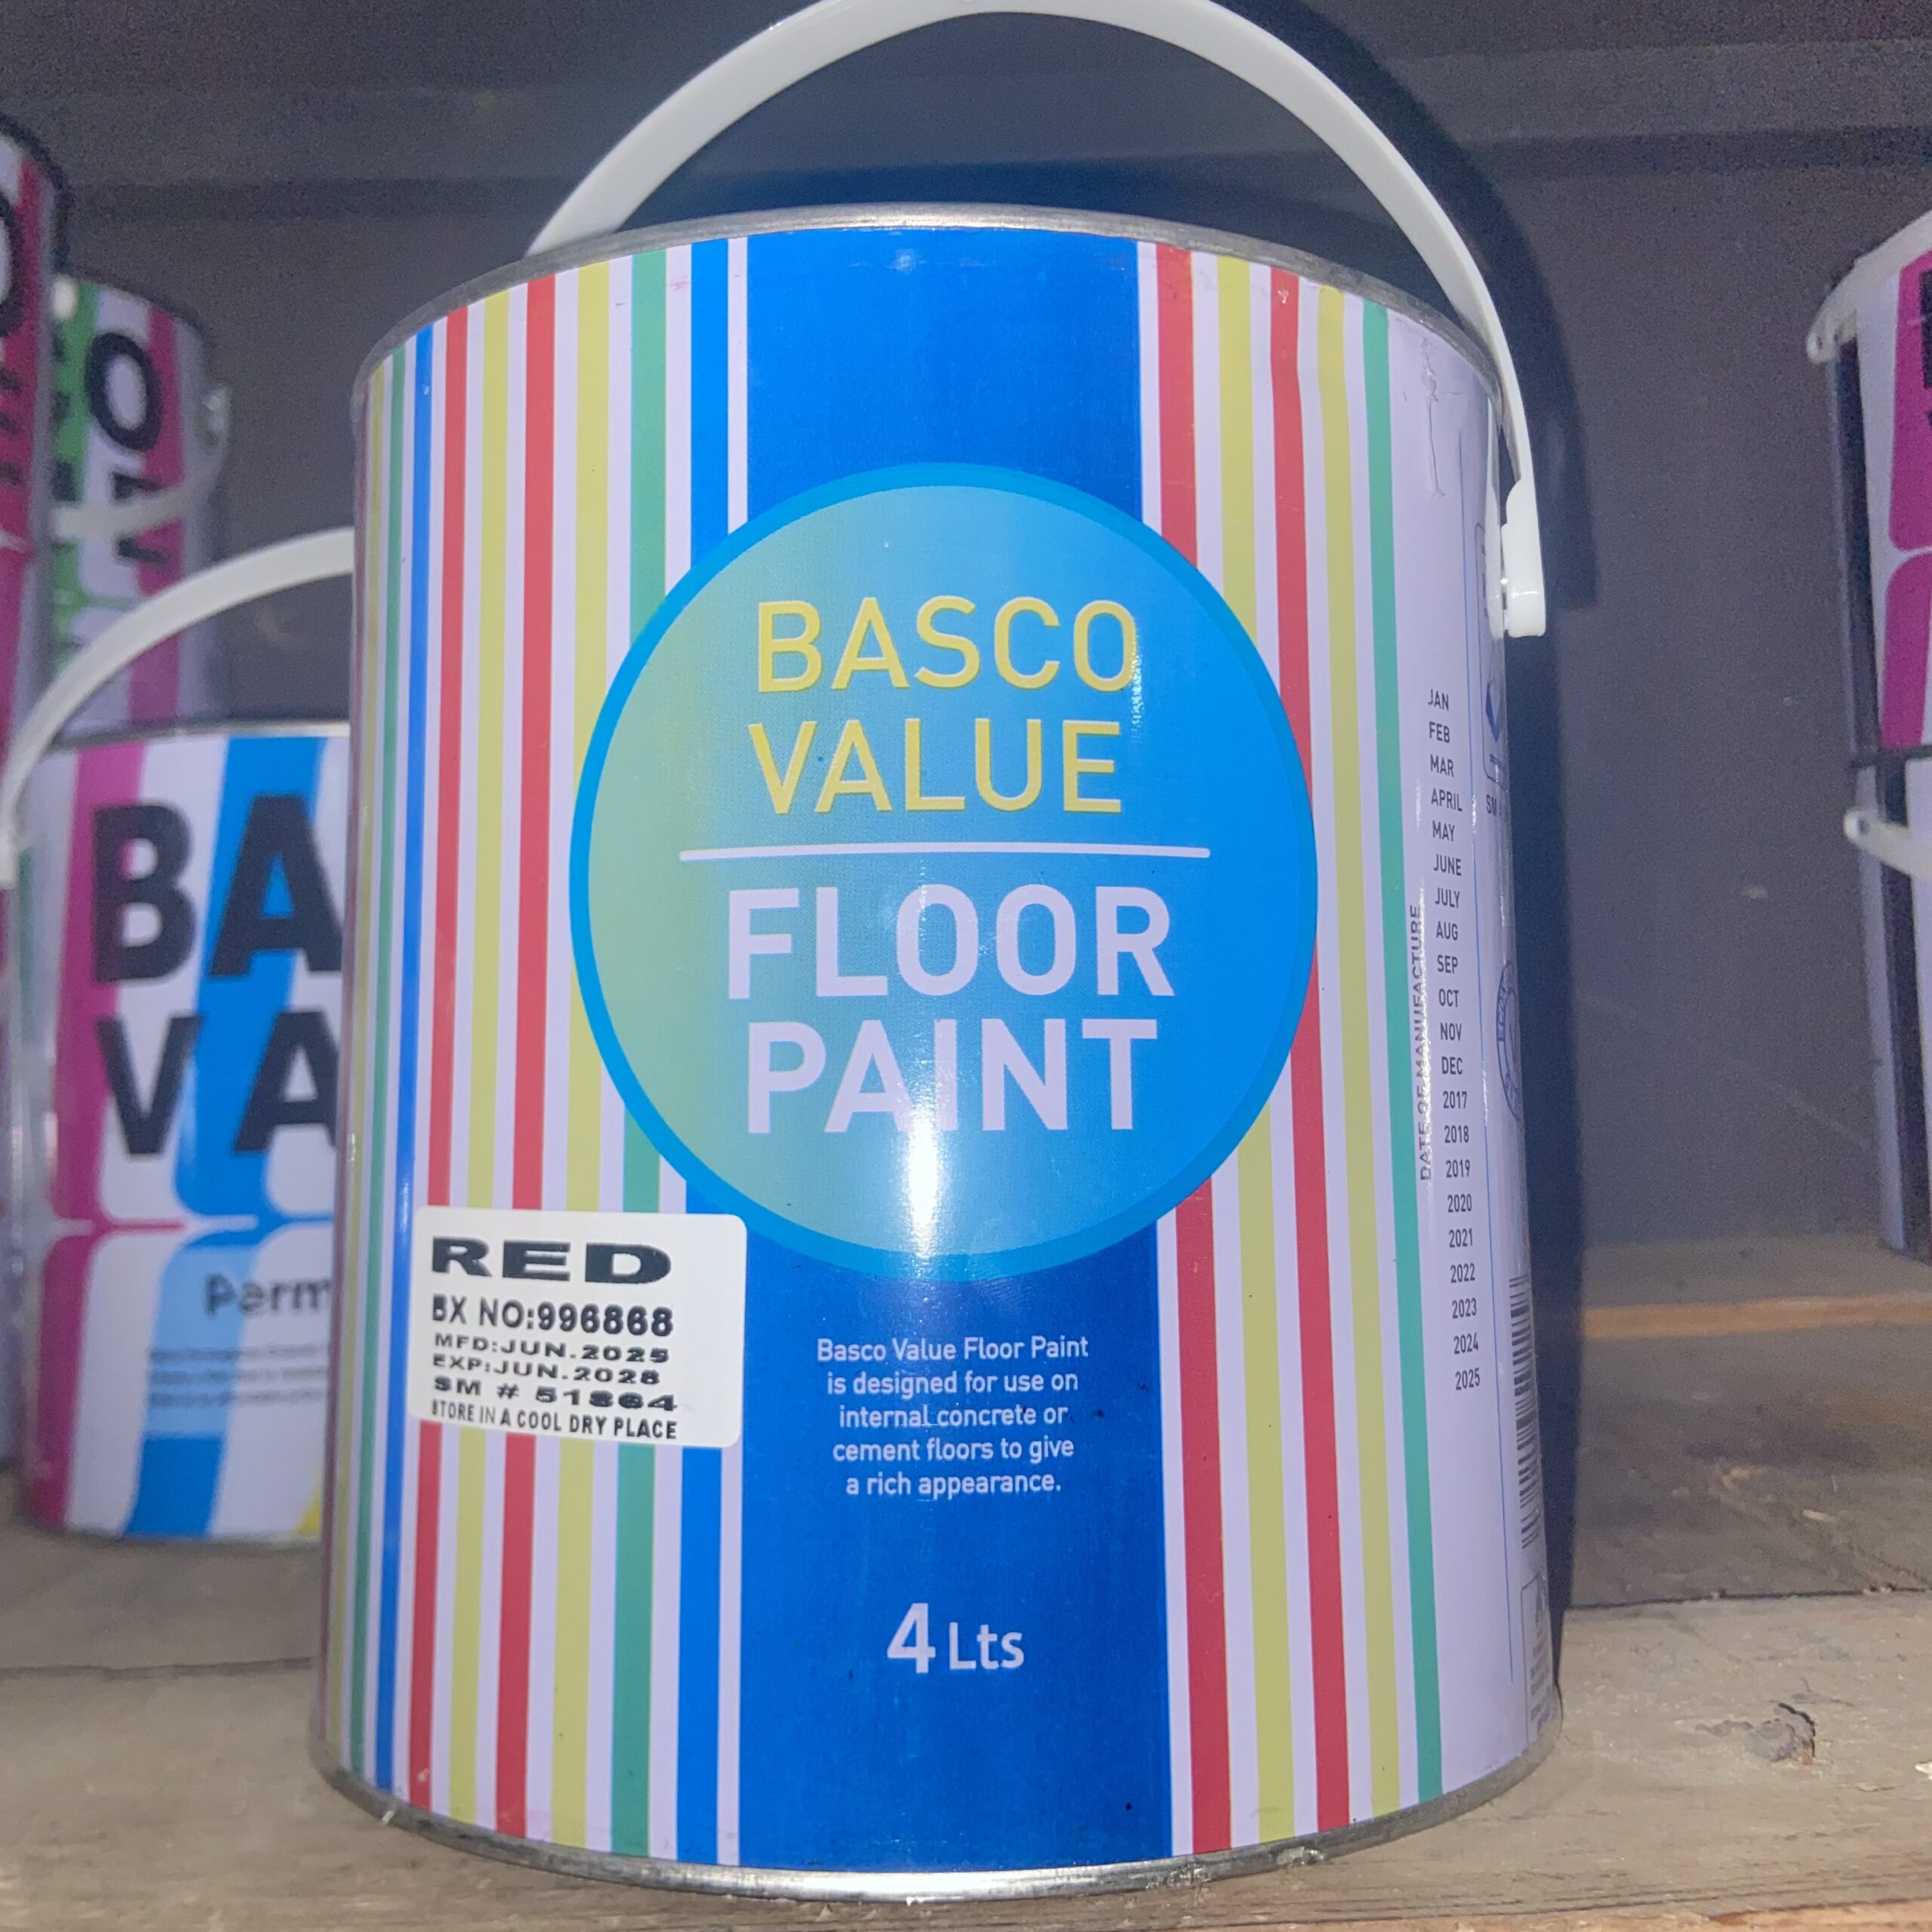 BASCO
VALUE
FLOOR
PAINT
RED
BX NO:996868
MFD:JUN.2025
EXP:JUN.2028
SM # 51864
STORE IN A COOL DRY PLACE
Basco Value Floor Paint
is designed for use on
internal concrete or
cement floors to give
a rich appearance.
4 Lts
DATE OF MANUFACTURE
JAN
FEB
MAR
APRIL
MAY
JUNE
JULY
AUG
SEP
OCT
NOV
DEC
2017
2018
2019
2020
2021
2022
2023
2024
2025
SM
BA
VA
Perm